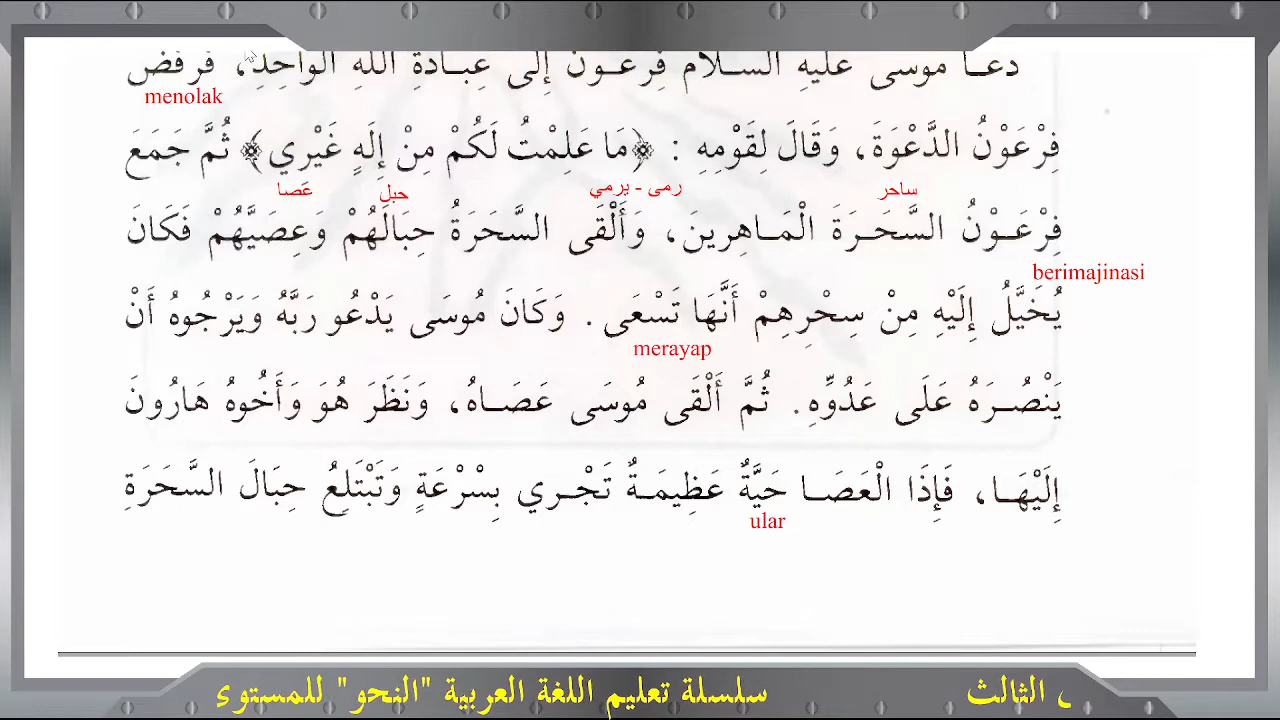 دعا موسى عليه السلام فرعون إلى عبادة الله الواحد، فرفض
menolak
فِرْعَوْنُ الدَّعْوَةَ، وَقَالَ لِقَوْمِهِ : ﴿مَا عَلِمْتُ لَكُمْ مِنْ إِلَهٍ غَيْرِي﴾ ثُمَّ جَمَعَ
ساحر رمى - يرمي حبل عَصا
فِرْعَوْنُ السَّحَرَةَ الْمَاهِرِينَ، وَأَلْقَى السَّحَرَةُ حِبَالَهُمْ وَعِصَيَّهُمْ فَكَانَ
berimajinasi
يُخَيَّلُ إِلَيْهِ مِنْ سِحْرِهِمْ أَنَّهَا تَسْعَى . وَكَانَ مُوسَى يَدْعُو رَبَّهُ وَيَرْجُوهُ أَنْ
merayap
يَنْصُرَهُ عَلَى عَدُوِّهِ. ثُمَّ أَلْقَى مُوسَى عَصَاهُ، وَنَظَرَ هُوَ وَأَخُوهُ هَارُونَ
إِلَيْهَا، فَإِذَا الْعَصَا حَيَّةٌ عَظِيمَةٌ تَجْرِي بِسْرْعَةٍ وَتَبْتَلِعُ حِبَالَ السَّحَرَةِ
ular
الثالث سلسلة تعليم اللغة العربية "النحو" للمستوى